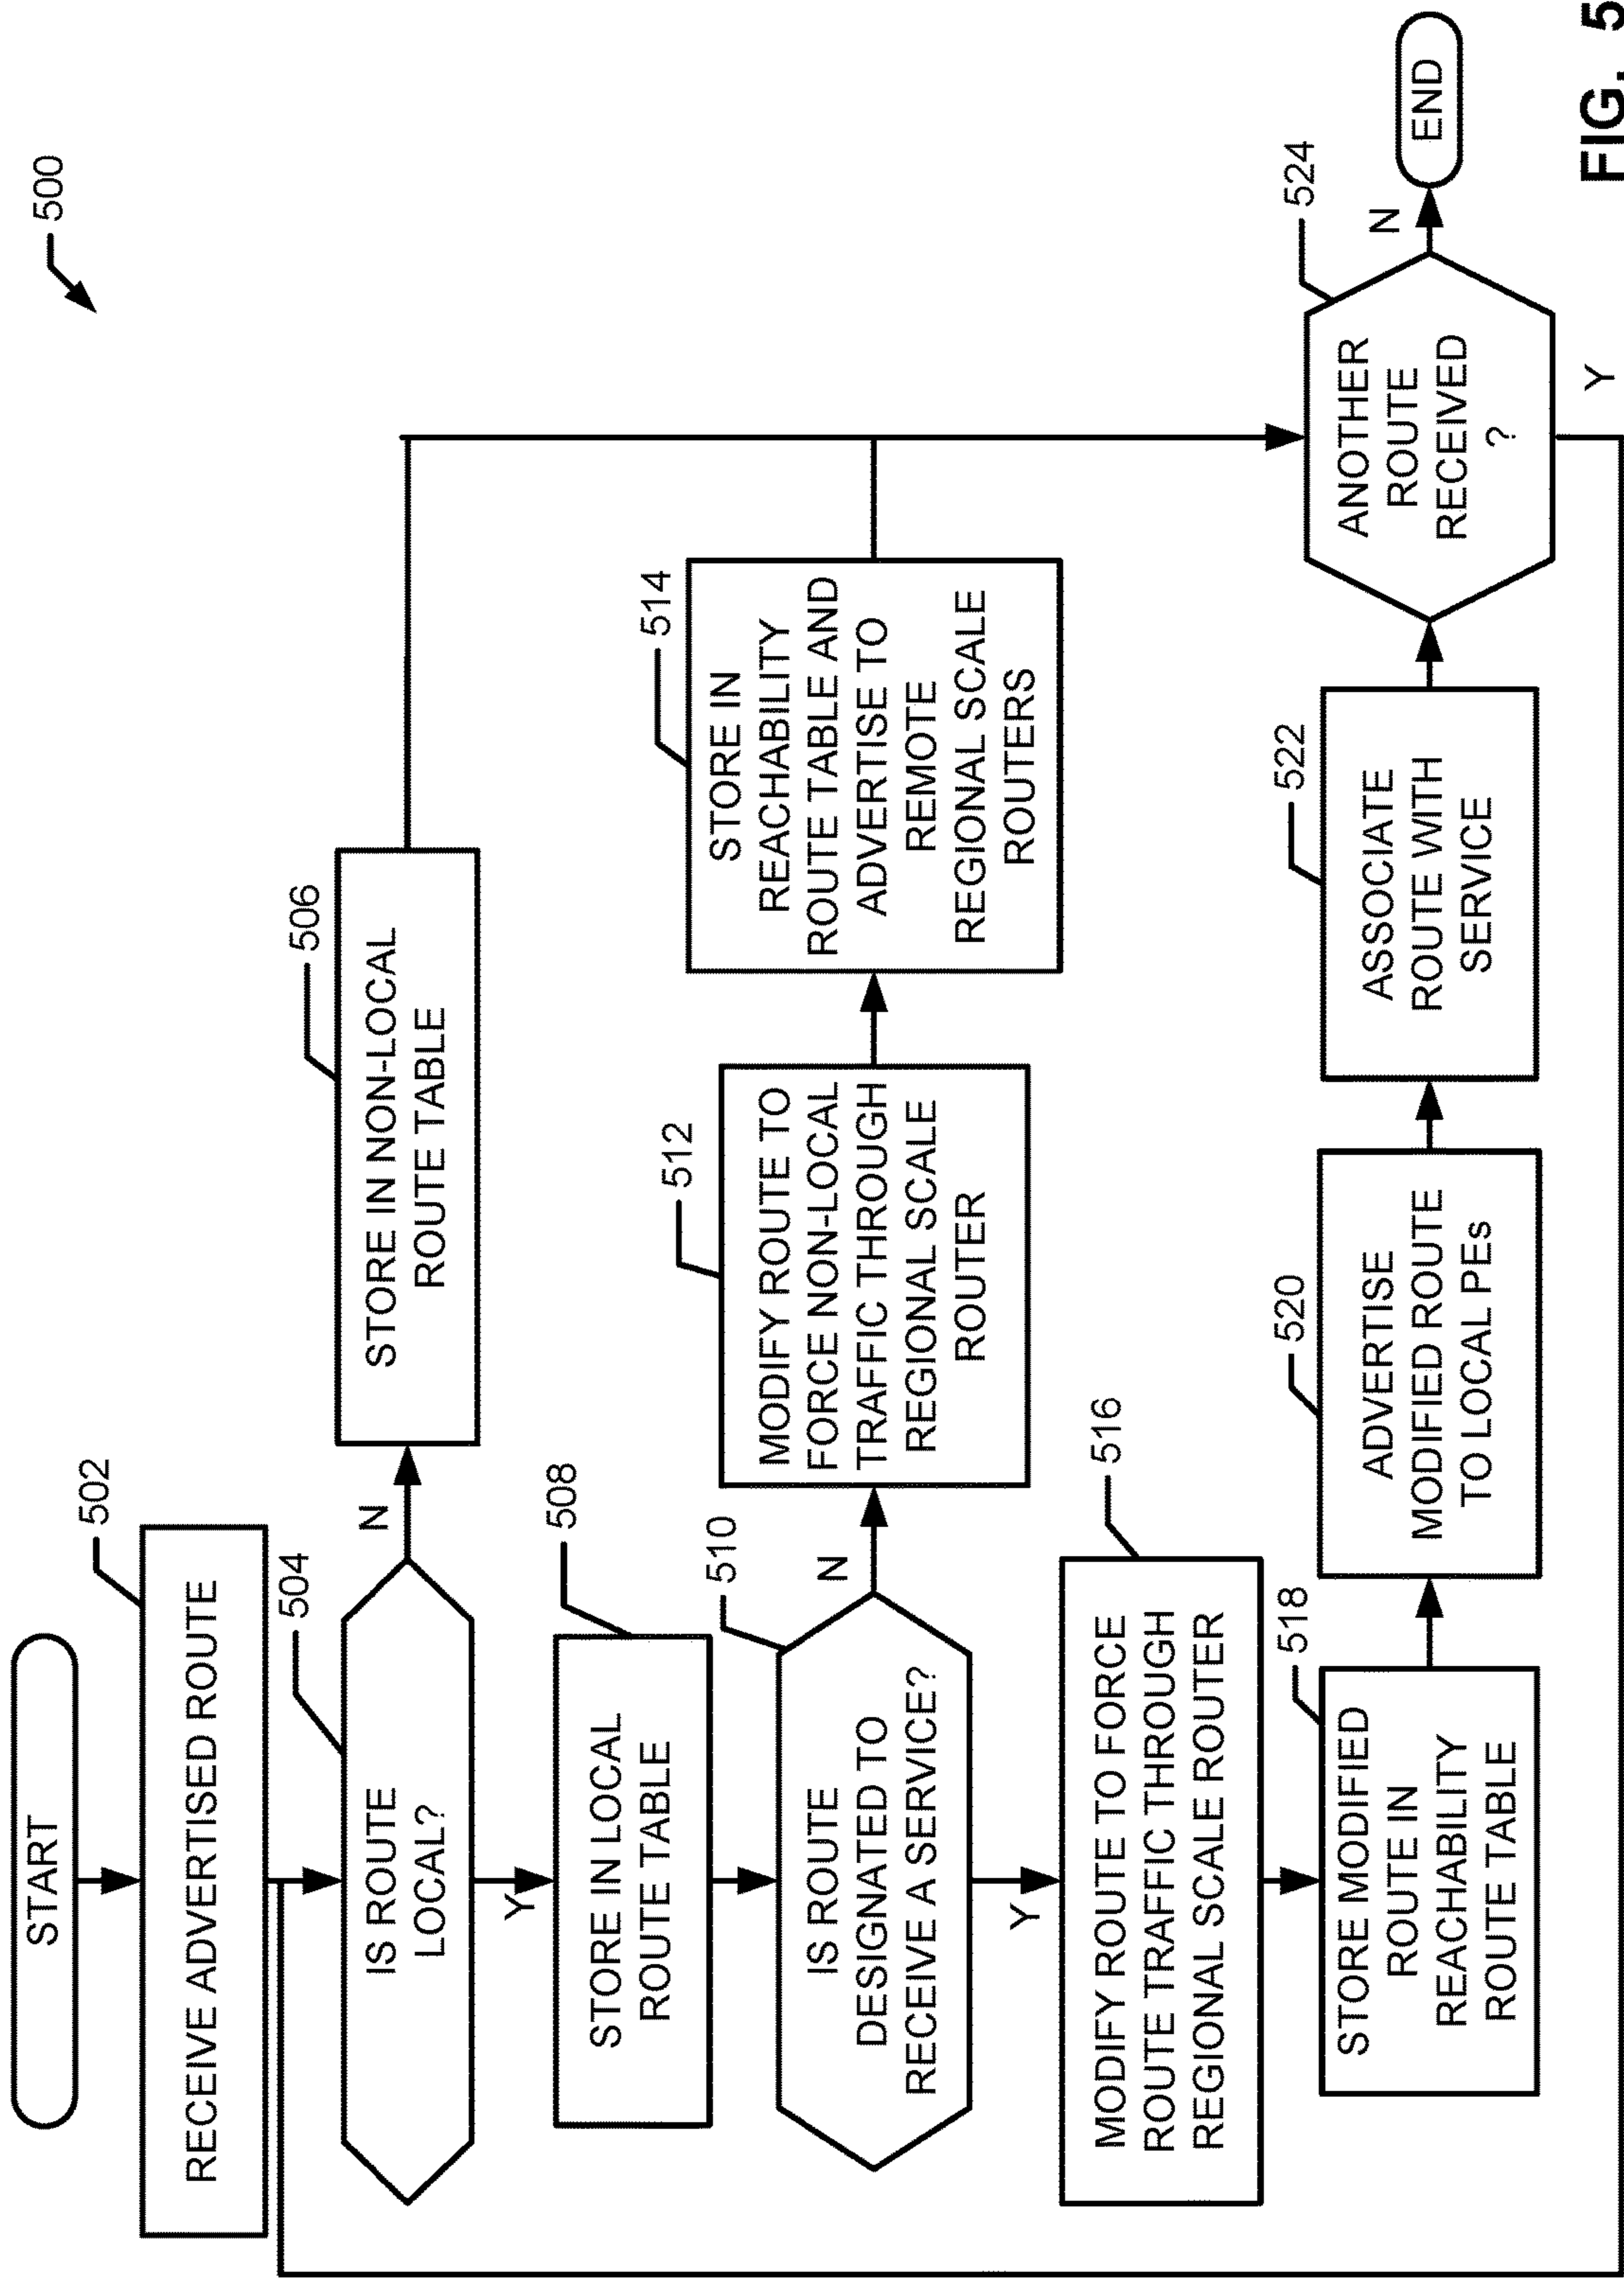 500
START
502
RECEIVE ADVERTISED ROUTE
504
IS ROUTE
LOCAL?
N
Y
506
STORE IN NON-LOCAL
ROUTE TABLE
508
STORE IN LOCAL
ROUTE TABLE
510
IS ROUTE
DESIGNATED TO
RECEIVE A SERVICE?
N
Y
512
MODIFY ROUTE TO
FORCE NON-LOCAL
TRAFFIC THROUGH
REGIONAL SCALE
ROUTER
514
STORE IN
REACHABILITY
ROUTE TABLE AND
ADVERTISE TO
REMOTE
REGIONAL SCALE
ROUTERS
516
MODIFY ROUTE TO FORCE
ROUTE TRAFFIC THROUGH
REGIONAL SCALE ROUTER
518
STORE MODIFIED
ROUTE IN
REACHABILITY
ROUTE TABLE
520
ADVERTISE
MODIFIED ROUTE
TO LOCAL PEs
522
ASSOCIATE
ROUTE WITH
SERVICE
524
ANOTHER
ROUTE
RECEIVED
?
N
Y
END
FIG. 5